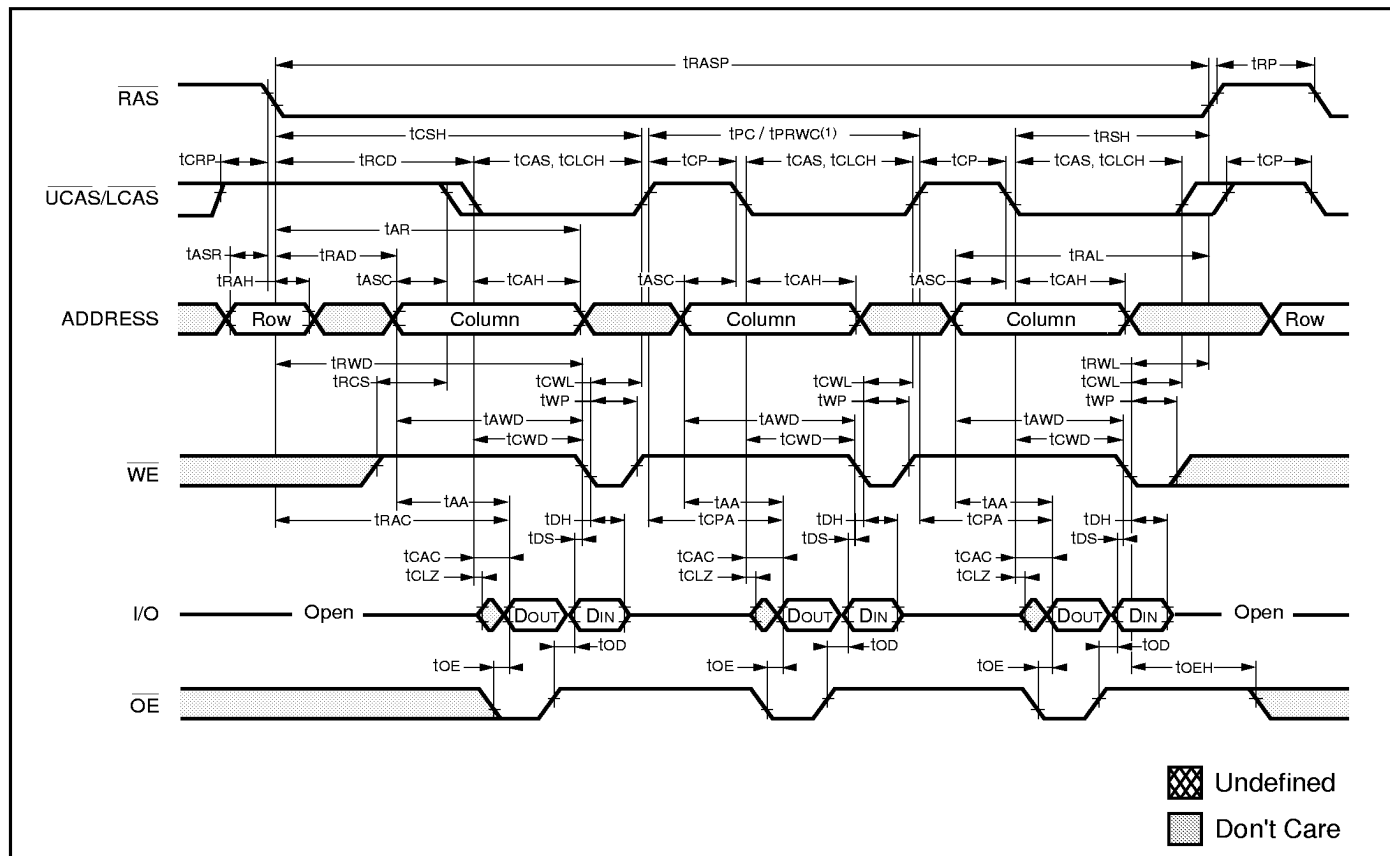 tRASP tRP
RAS
tCSH tPC / tPRWC(1) tRSH
tCRP tRCD tCAS, tCLCH tCP tCAS, tCLCH tCP tCAS, tCLCH tCP
UCAS/LCAS
tAR
tASR tRAD tRAL
tRAH tASC tCAH tASC tCAH tASC tCAH
ADDRESS Row Column Column Column Row
tRWD tRWL
tRCS tCWL tCWL tCWL
tWP tWP tWP
tAWD tAWD tAWD
tCWD tCWD tCWD
WE
tAA tAA tAA
tRAC tDH tCPA tDH tCPA tDH
tDS tDS tDS
tCAC tCAC tCAC
tCLZ tCLZ tCLZ
I/O Open DOUT DIN DOUT DIN DOUT DIN Open
tOD tOD tOD
tOE tOE tOE tOEH
OE
Undefined
Don't Care